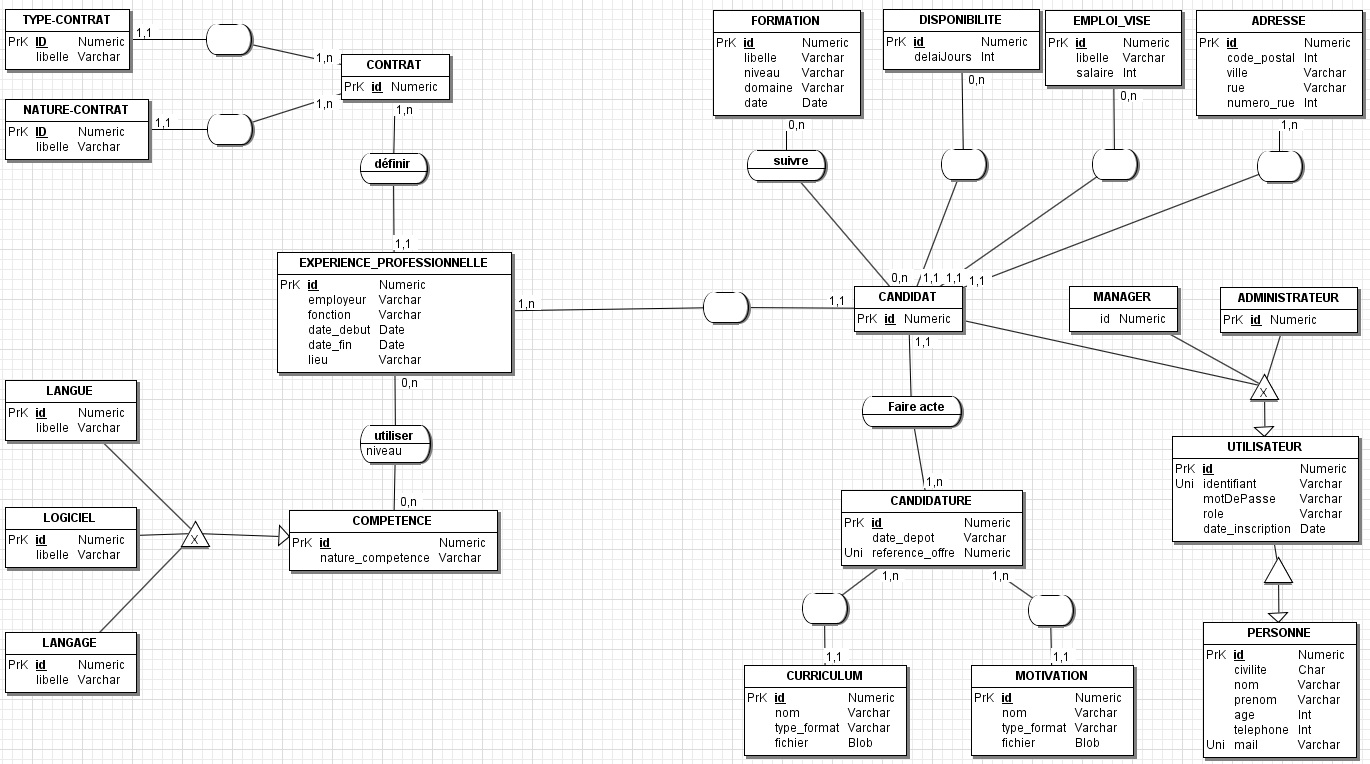 TYPE-CONTRAT
PrK ID Numeric
libelle Varchar
1,1
1,n
CONTRAT
PrK id Numeric
NATURE-CONTRAT
PrK ID Numeric
libelle Varchar
1,1
1,n
1,n
définir
1,1
FORMATION
PrK id Numeric
libelle Varchar
niveau Varchar
domaine Varchar
date Date
0,n
suivre
0,n
DISPONIBILITE
PrK id Numeric
delaiJours Int
0,n
1,1
EMPLOI_VISE
PrK id Numeric
libelle Varchar
salaire Int
0,n
1,1
ADRESSE
PrK id Numeric
code_postal Int
ville Varchar
rue Varchar
numero_rue Int
1,n
1,1
EXPERIENCE_PROFESSIONNELLE
PrK id Numeric
employeur Varchar
fonction Varchar
date_debut Date
date_fin Date
lieu Varchar
1,n
1,1
CANDIDAT
PrK id Numeric
MANAGER
id Numeric
ADMINISTRATEUR
PrK id Numeric
1,1
Faire acte
1,n
X
0,n
utiliser
niveau
0,n
LANGUE
PrK id Numeric
libelle Varchar
LOGICIEL
PrK id Numeric
libelle Varchar
X
LANGAGE
PrK id Numeric
libelle Varchar
COMPETENCE
PrK id Numeric
nature_competence Varchar
CANDIDATURE
PrK id Numeric
date_depot Varchar
Uni reference_offre Numeric
1,n
1,n
1,1
1,1
CURRICULUM
PrK id Numeric
nom Varchar
type_format Varchar
fichier Blob
MOTIVATION
PrK id Numeric
nom Varchar
type_format Varchar
fichier Blob
UTILISATEUR
PrK id Numeric
Uni identifiant Varchar
motDePasse Varchar
role Varchar
date_inscription Date
PERSONNE
PrK id Numeric
civilite Char
nom Varchar
prenom Varchar
age Int
telephone Int
Uni mail Varchar